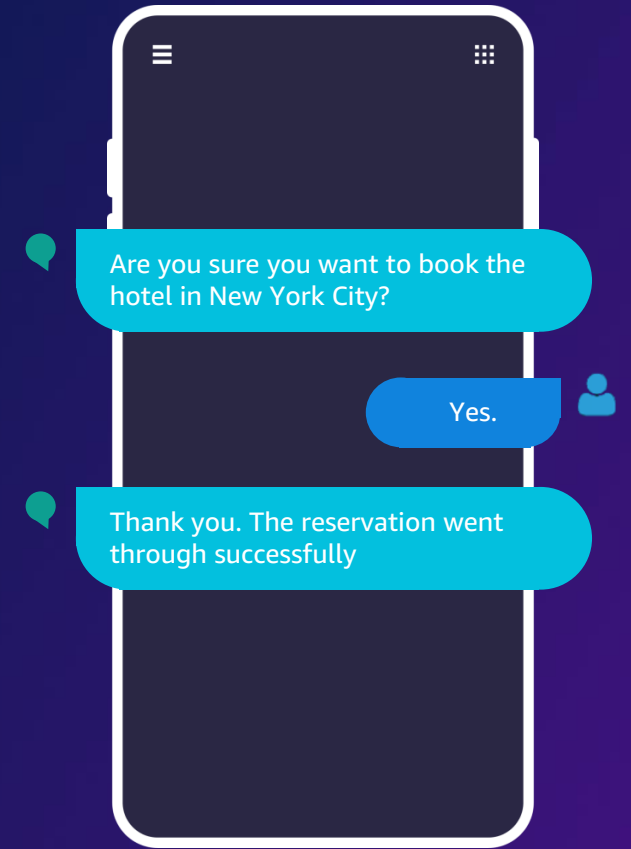 Are you sure you want to book the
hotel in New York City?
Yes.
Thank you. The reservation went
through successfully